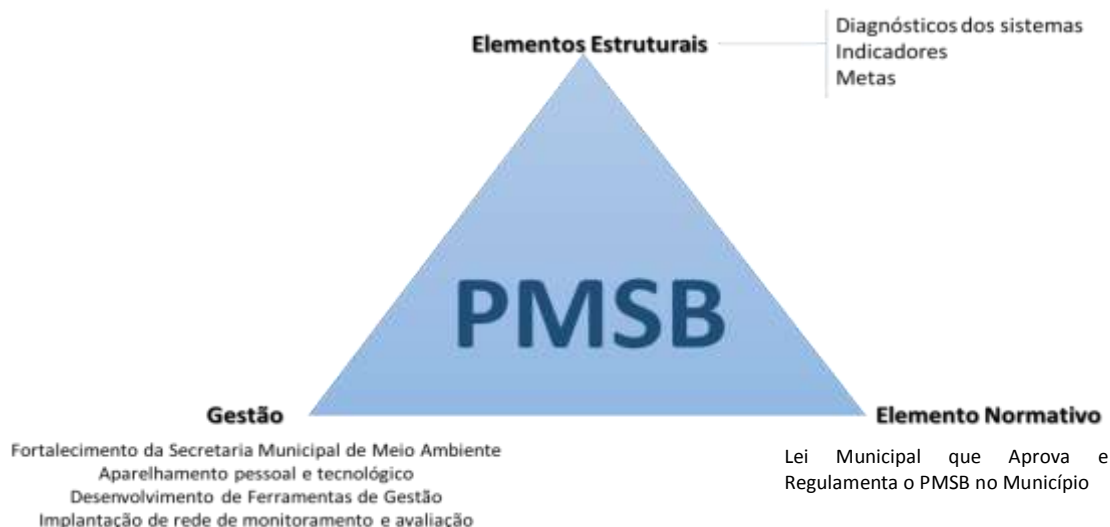 Elementos Estruturais
Diagnósticos dos sistemas
Indicadores
Metas
PMSB
Gestão
Fortalecimento da Secretaria Municipal de Meio Ambiente
Aparelhamento pessoal e tecnológico
Desenvolvimento de Ferramentas de Gestão
Implantação de rede de monitoramento e avaliação
Elemento Normativo
Lei Municipal que Aprova e
Regulamenta o PMSB no Município